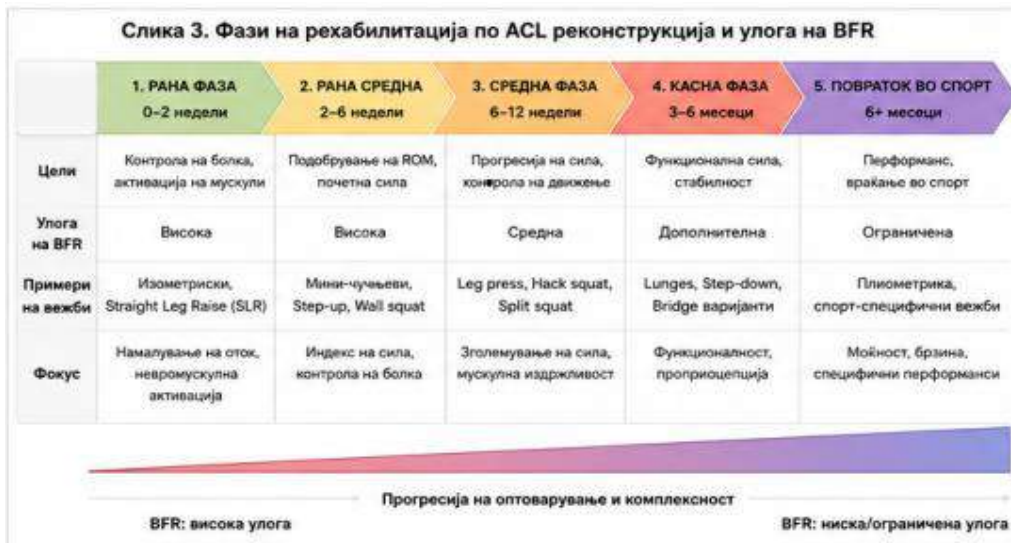 Слика 3. Фази на рехабилитација по ACL реконструкција и улога на BFR
1. РАНА ФАЗА
0–2 недели
2. РАНА СРЕДНА
2–6 недели
3. СРЕДНА ФАЗА
6–12 недели
4. КАСНА ФАЗА
3–6 месеци
5. ПОВРАТОК ВО СПОРТ
6+ месеци
Цели
Контрола на болка,
активација на мускули
Подобрување на ROM,
почетна сила
Прогресија на сила,
контрола на движење
Функционална сила,
стабилност
Перформанс,
враќање во спорт
Улога
на BFR
Висока
Висока
Средна
Дополнителна
Ограничена
Примери
на вежби
Изометриски,
Straight Leg Raise (SLR)
Мини-чучњеви,
Step-up, Wall squat
Leg press, Hack squat,
Split squat
Lunges, Step-down,
Bridge варијанти
Плиометрика,
спорт-специфични вежби
Фокус
Намалување на оток,
невромускулна
активација
Индекс на сила,
контрола на болка
Зголемување на сила,
мускулна издржливост
Функционалност,
проприоцепција
Моќност, брзина,
специфични перформанси
Прогресија на оптоварување и комплексност
BFR: висока улога
BFR: ниска/ограничена улога